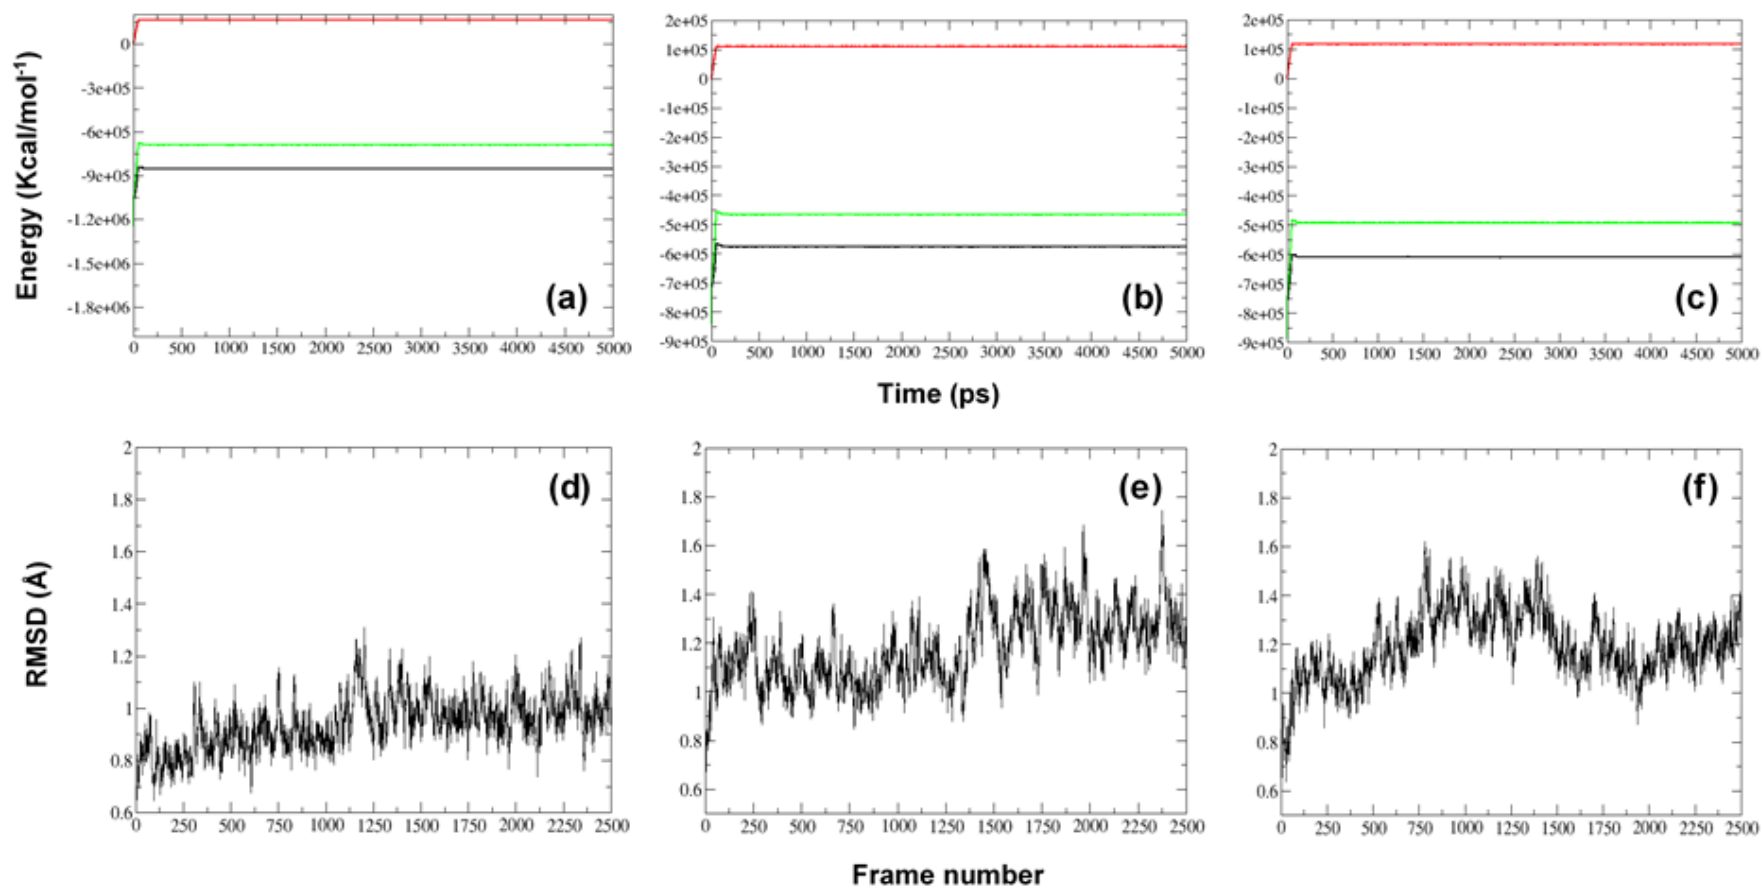 Energy (Kcal/mol-1)
0
-3e+05
-6e+05
-9e+05
-1.2e+06
-1.5e+06
-1.8e+06
(a)
0 500 1000 1500 2000 2500 3000 3500 4000 4500 5000
2e+05
1e+05
0
-1e+05
-2e+05
-3e+05
-4e+05
-5e+05
-6e+05
-7e+05
-8e+05
-9e+05
(b)
0 500 1000 1500 2000 2500 3000 3500 4000 4500 5000
2e+05
1e+05
0
-1e+05
-2e+05
-3e+05
-4e+05
-5e+05
-6e+05
-7e+05
-8e+05
-9e+05
(c)
0 500 1000 1500 2000 2500 3000 3500 4000 4500 5000
Time (ps)
RMSD (Å)
2
1.8
1.6
1.4
1.2
1
0.8
0.6
(d)
0 250 500 750 1000 1250 1500 1750 2000 2250 2500
2
1.8
1.6
1.4
1.2
1
0.8
0.6
(e)
0 250 500 750 1000 1250 1500 1750 2000 2250 2500
2
1.8
1.6
1.4
1.2
1
0.8
0.6
(f)
0 250 500 750 1000 1250 1500 1750 2000 2250 2500
Frame number